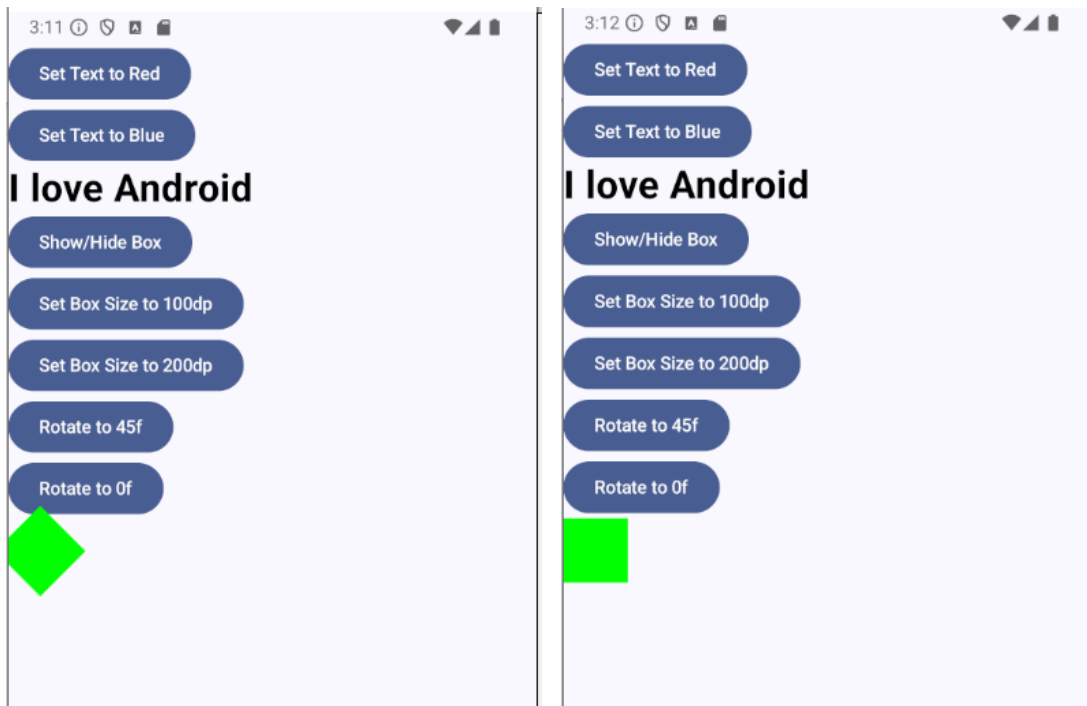 3:11
Set Text to Red
Set Text to Blue
I love Android
Show/Hide Box
Set Box Size to 100dp
Set Box Size to 200dp
Rotate to 45f
Rotate to 0f
3:12
Set Text to Red
Set Text to Blue
I love Android
Show/Hide Box
Set Box Size to 100dp
Set Box Size to 200dp
Rotate to 45f
Rotate to 0f